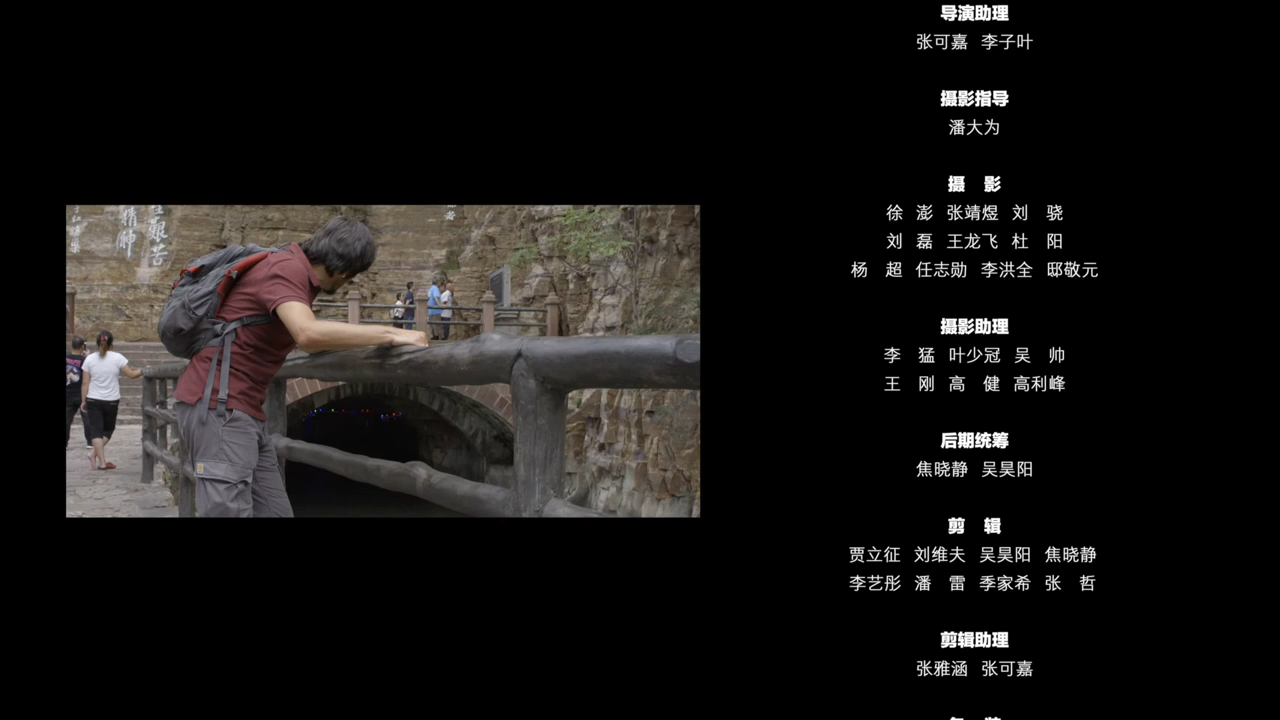 艰苦
精神
者
导演助理
张可嘉 李子叶
摄影指导
潘大为
摄 影
徐 澎 张靖煜 刘 骁
刘 磊 王龙飞 杜 阳
杨 超 任志勋 李洪全 邸敬元
摄影助理
李 猛 叶少冠 吴 帅
王 刚 高 健 高利峰
后期统筹
焦晓静 吴昊阳
剪 辑
贾立征 刘维夫 吴昊阳 焦晓静
李艺彤 潘 雷 季家希 张 哲
剪辑助理
张雅涵 张可嘉